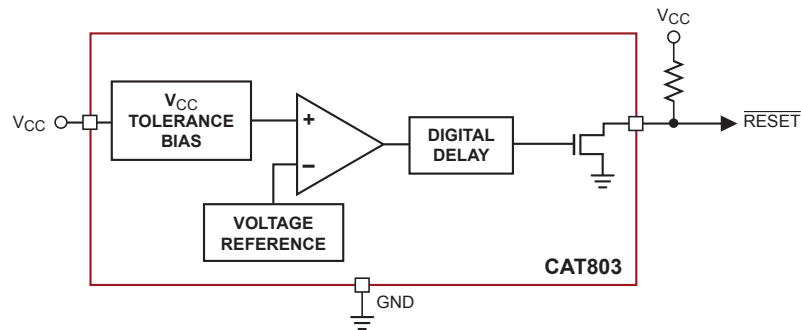 VCC
VCC
VCC
TOLERANCE
BIAS
+
−
VOLTAGE
REFERENCE
DIGITAL
DELAY
RESET
CAT803
GND